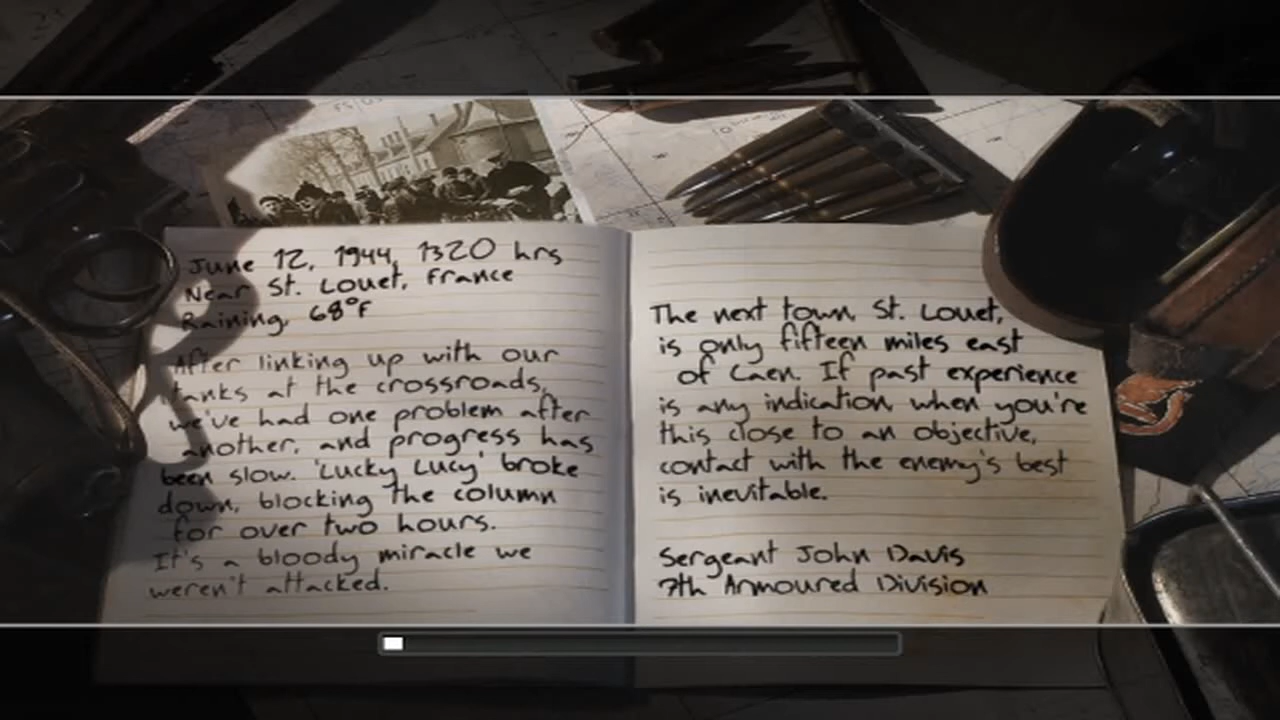 June 12, 1944, 1320 hrs
Near St. Louet, France
Raining, 68°F
After linking up with our
tanks at the crossroads,
we've had one problem after
another, and progress has
been slow. 'Lucky Lucy' broke
down, blocking the column
for over two hours.
It's a bloody miracle we
weren't attacked.
The next town, St. Louet,
is only fifteen miles east
of Caen. If past experience
is any indication, when you're
this close to an objective,
contact with the enemy's best
is inevitable.
Sergeant John Davis
7th Armoured Division